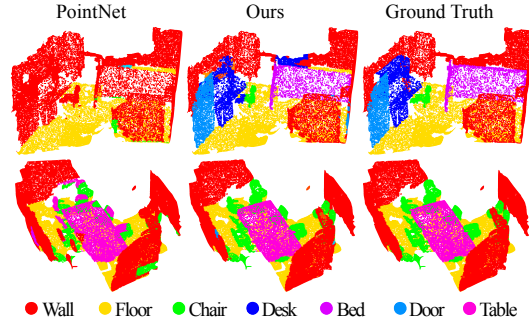 PointNet Ours Ground Truth
Wall Floor Chair Desk Bed Door Table